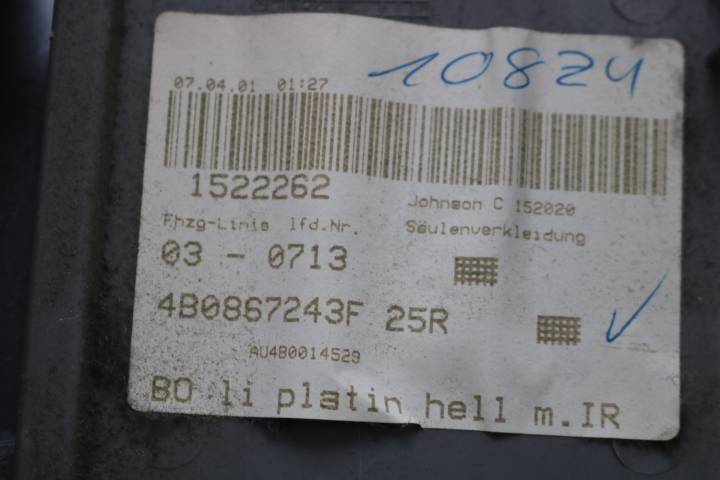 10824
07.04.01 01:27
1522262
Johnson C 152020
Fhzg-Linie lfd.Nr.
Säulenverkleidung
03 - 0713
4B0867243F 25R
AU4B0014529
BO li platin hell m.IR